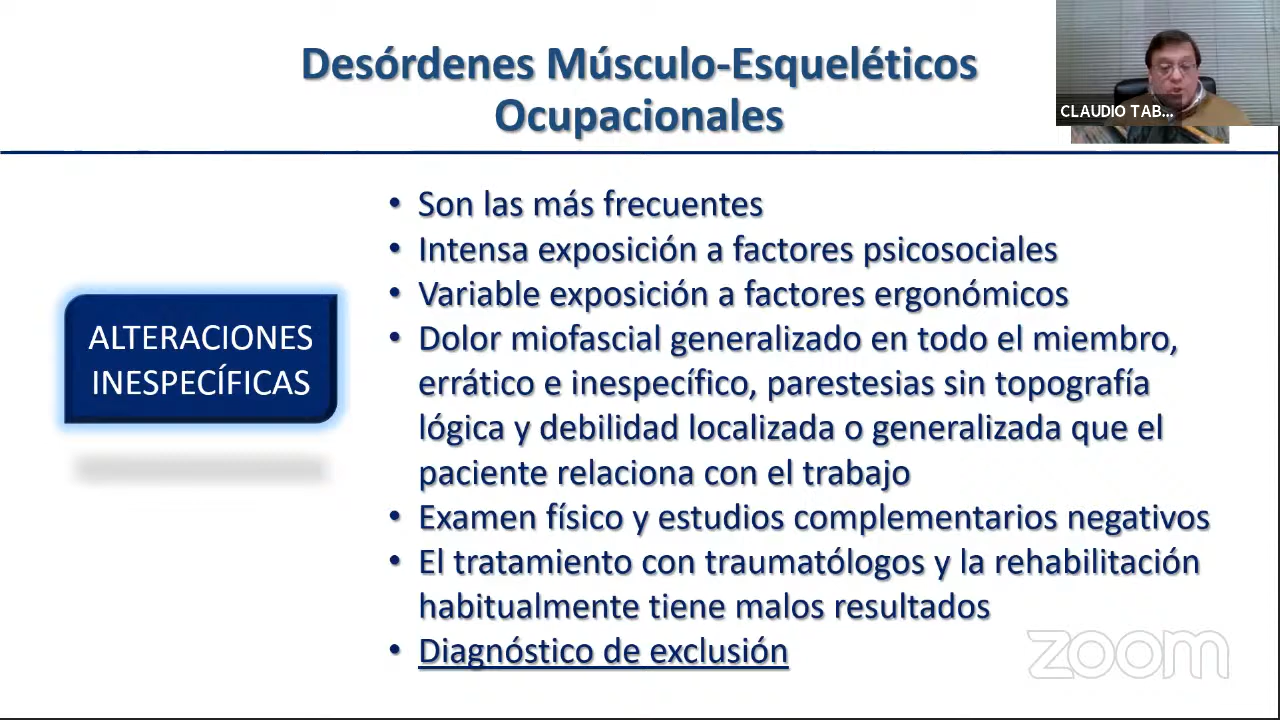 Desórdenes Músculo-Esqueléticos
Ocupacionales
CLAUDIO TAB...
ALTERACIONES
INESPECÍFICAS
• Son las más frecuentes
• Intensa exposición a factores psicosociales
• Variable exposición a factores ergonómicos
• Dolor miofascial generalizado en todo el miembro,
errático e inespecífico, parestesias sin topografía
lógica y debilidad localizada o generalizada que el
paciente relaciona con el trabajo
• Examen físico y estudios complementarios negativos
• El tratamiento con traumatólogos y la rehabilitación
habitualmente tiene malos resultados
• Diagnóstico de exclusión
zoom